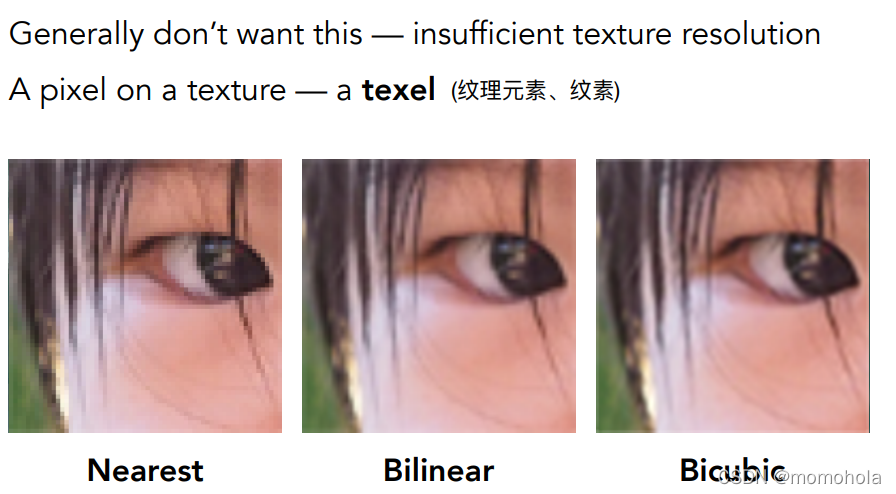 Generally don’t want this — insufficient texture resolution
A pixel on a texture — a texel (纹理元素、纹素)
Nearest Bilinear Bicubic
CSDN @momohola